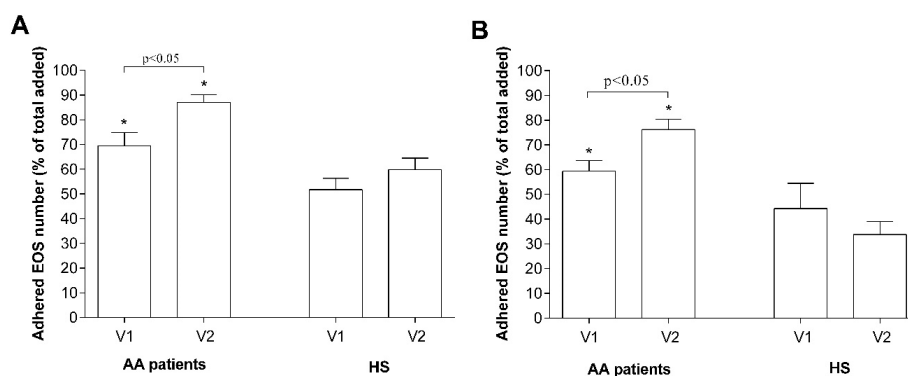 A
Adhered EOS number (% of total added)
100
90
80
70
60
50
40
30
20
10
0
p<0.05
*
*
V1
V2
V1
V2
AA patients
HS
B
Adhered EOS number (% of total added)
100
90
80
70
60
50
40
30
20
10
0
p<0.05
*
*
V1
V2
V1
V2
AA patients
HS